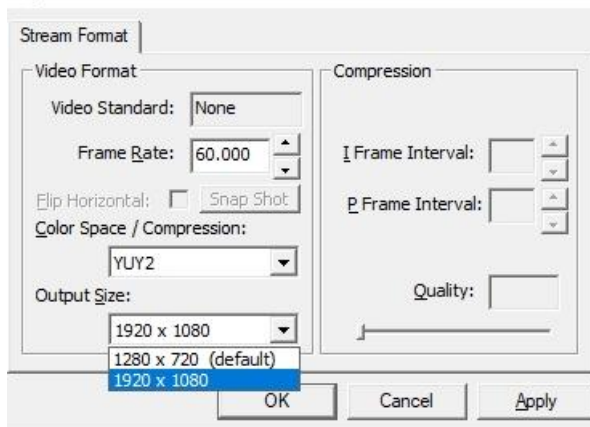 Stream Format
Video Format
Video Standard: None
Frame Rate: 60.000
Flip Horizontal: Snap Shot
Color Space / Compression:
YUY2
Output Size:
1920 x 1080
1280 x 720 (default)
1920 x 1080
Compression
I Frame Interval:
P Frame Interval:
Quality:
OK Cancel Apply